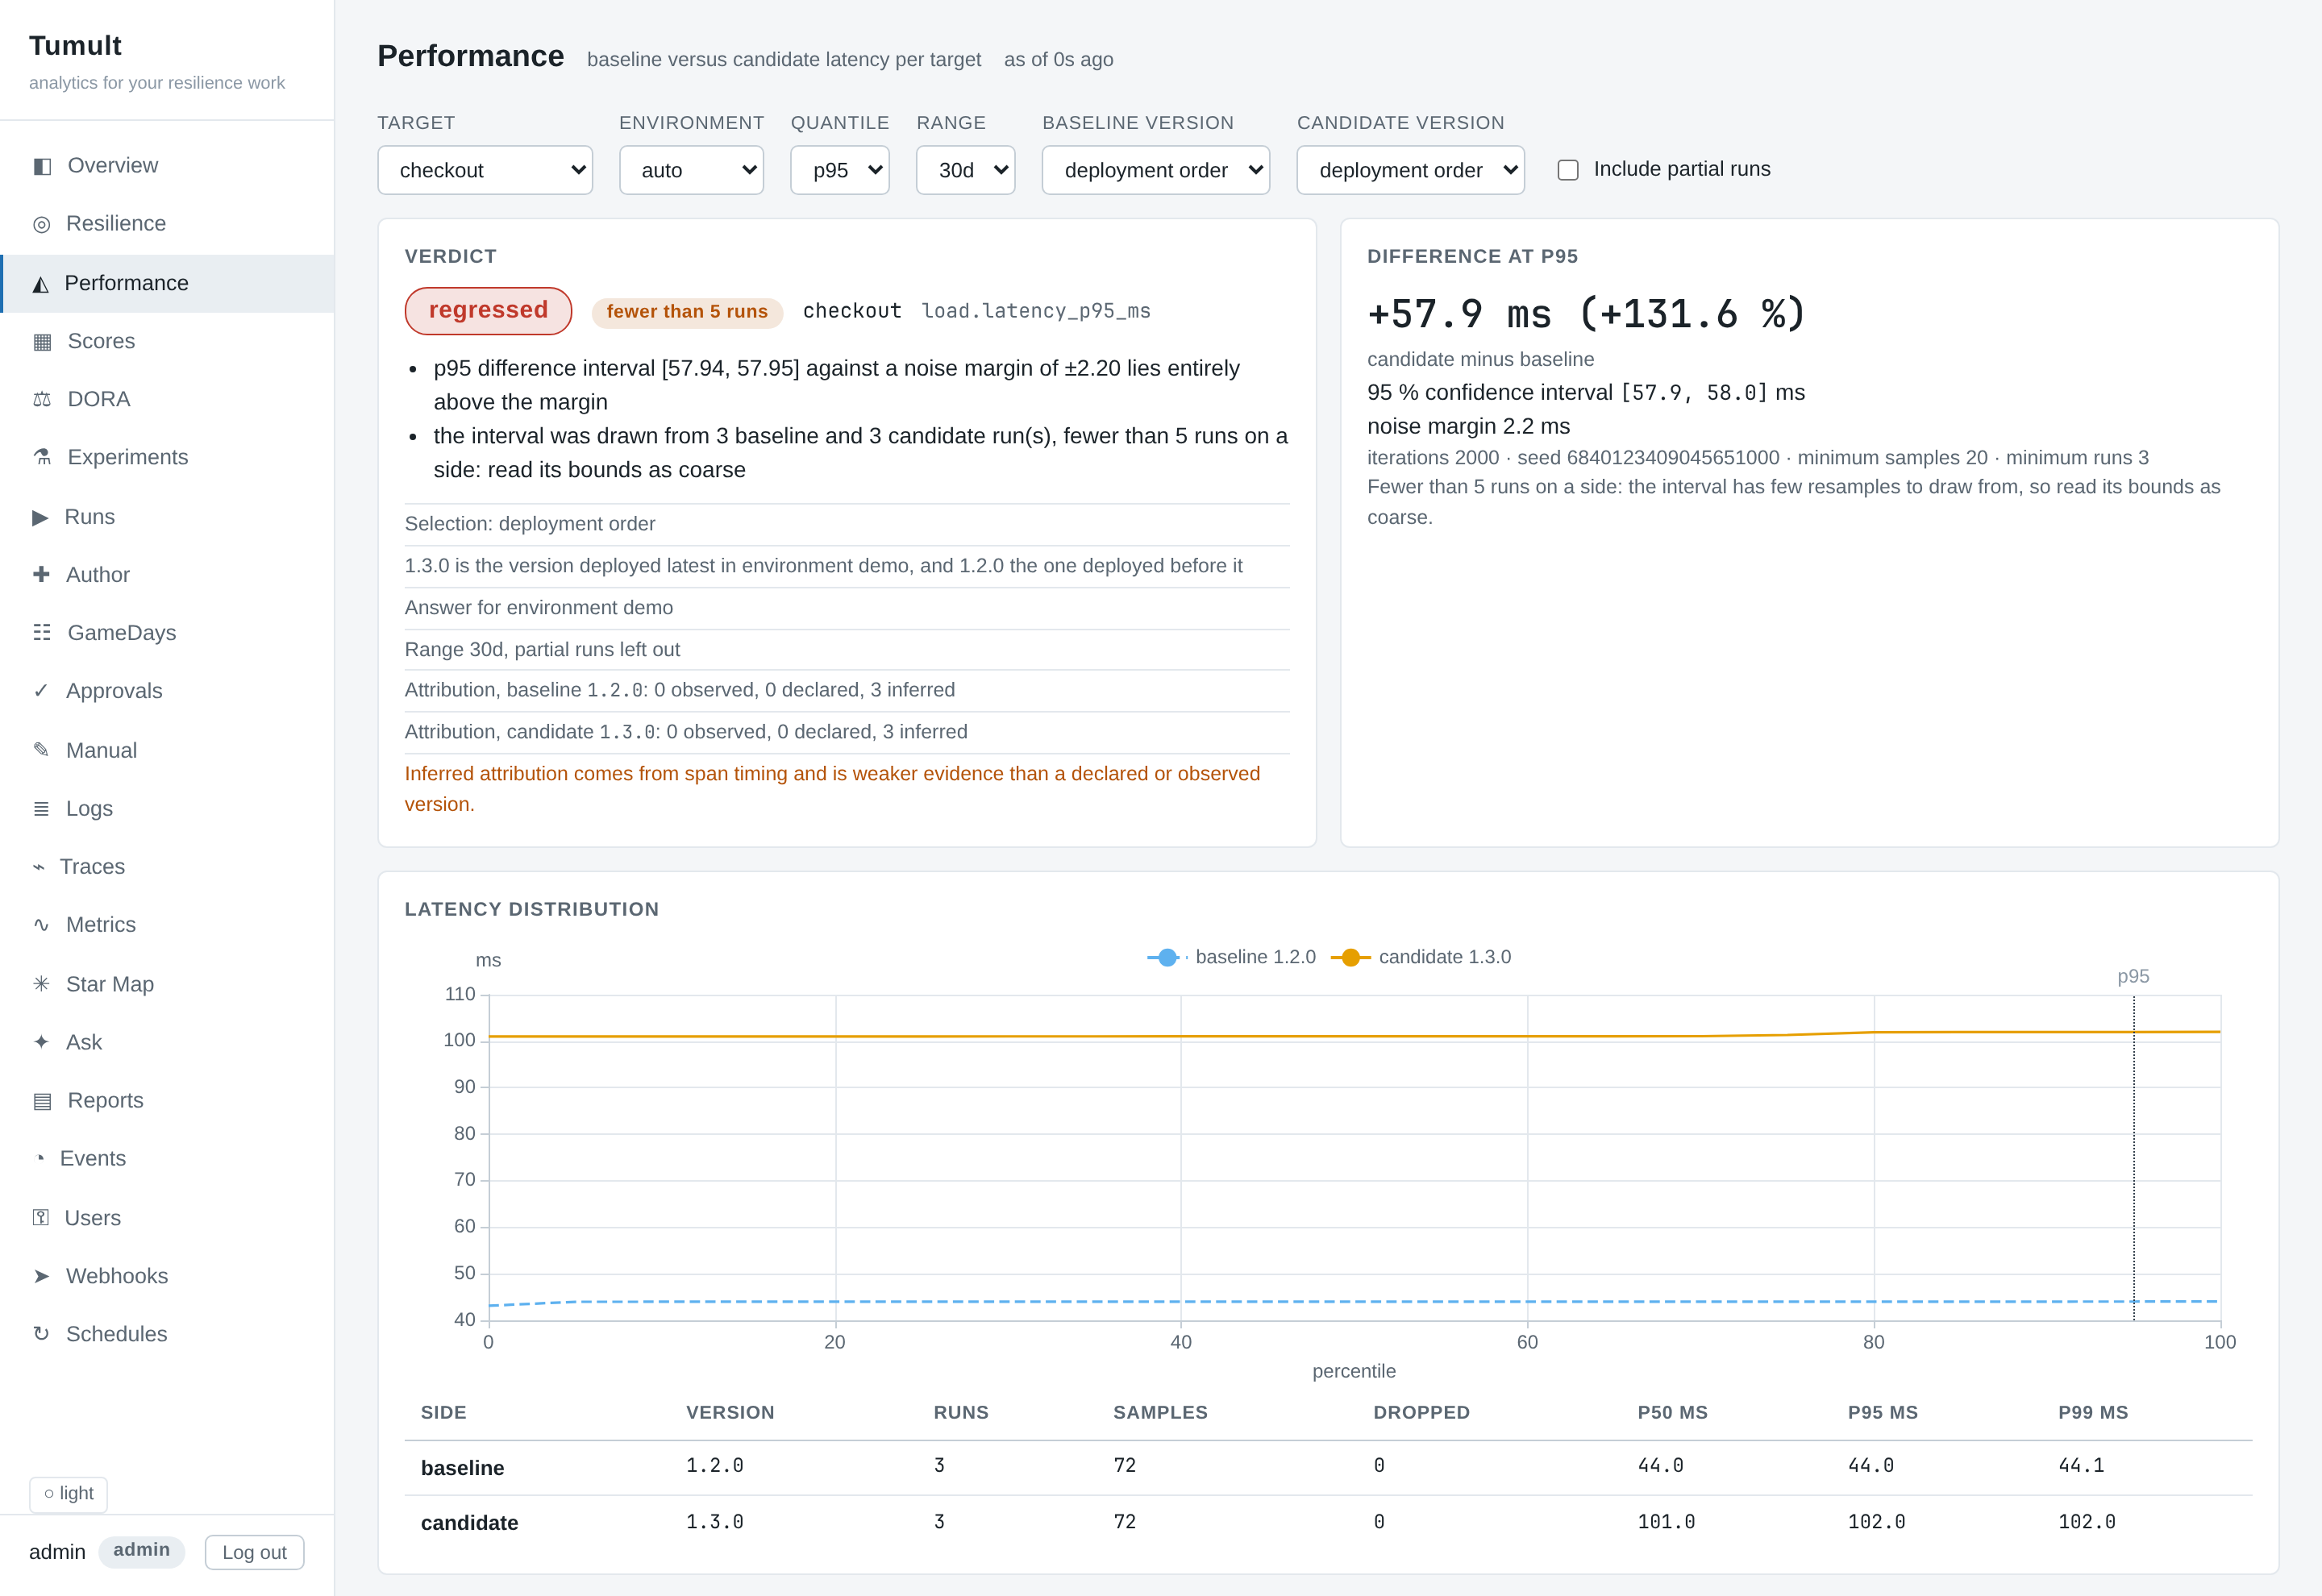 Tumult
analytics for your resilience work
Overview
Resilience
Performance
Scores
DORA
Experiments
Runs
Author
GameDays
Approvals
Manual
Logs
Traces
Metrics
Star Map
Ask
Reports
Events
Users
Webhooks
Schedules
light
admin admin Log out
Performance baseline versus candidate latency per target as of 0s ago
TARGET ENVIRONMENT QUANTILE RANGE BASELINE VERSION CANDIDATE VERSION
checkout auto p95 30d deployment order deployment order Include partial runs
VERDICT
regressed fewer than 5 runs checkout load.latency_p95_ms
• p95 difference interval [57.94, 57.95] against a noise margin of ±2.20 lies entirely
above the margin
• the interval was drawn from 3 baseline and 3 candidate run(s), fewer than 5 runs on a
side: read its bounds as coarse
Selection: deployment order
1.3.0 is the version deployed latest in environment demo, and 1.2.0 the one deployed before it
Answer for environment demo
Range 30d, partial runs left out
Attribution, baseline 1.2.0: 0 observed, 0 declared, 3 inferred
Attribution, candidate 1.3.0: 0 observed, 0 declared, 3 inferred
Inferred attribution comes from span timing and is weaker evidence than a declared or observed
version.
DIFFERENCE AT P95
+57.9 ms (+131.6 %)
candidate minus baseline
95 % confidence interval [57.9, 58.0] ms
noise margin 2.2 ms
iterations 2000 · seed 6840123409045651000 · minimum samples 20 · minimum runs 3
Fewer than 5 runs on a side: the interval has few resamples to draw from, so read its bounds as
coarse.
LATENCY DISTRIBUTION
ms baseline 1.2.0 candidate 1.3.0
p95
110
100
90
80
70
60
50
40
0 20 40 60 80 100
percentile
SIDE VERSION RUNS SAMPLES DROPPED P50 MS P95 MS P99 MS
baseline 1.2.0 3 72 0 44.0 44.0 44.1
candidate 1.3.0 3 72 0 101.0 102.0 102.0